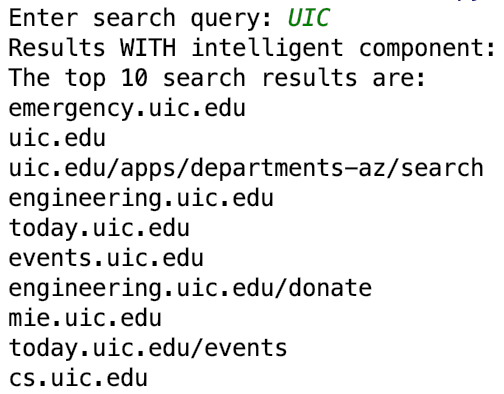 Enter search query: UIC
Results WITH intelligent component:
The top 10 search results are:
emergency.uic.edu
uic.edu
uic.edu/apps/departments-az/search
engineering.uic.edu
today.uic.edu
events.uic.edu
engineering.uic.edu/donate
mie.uic.edu
today.uic.edu/events
cs.uic.edu